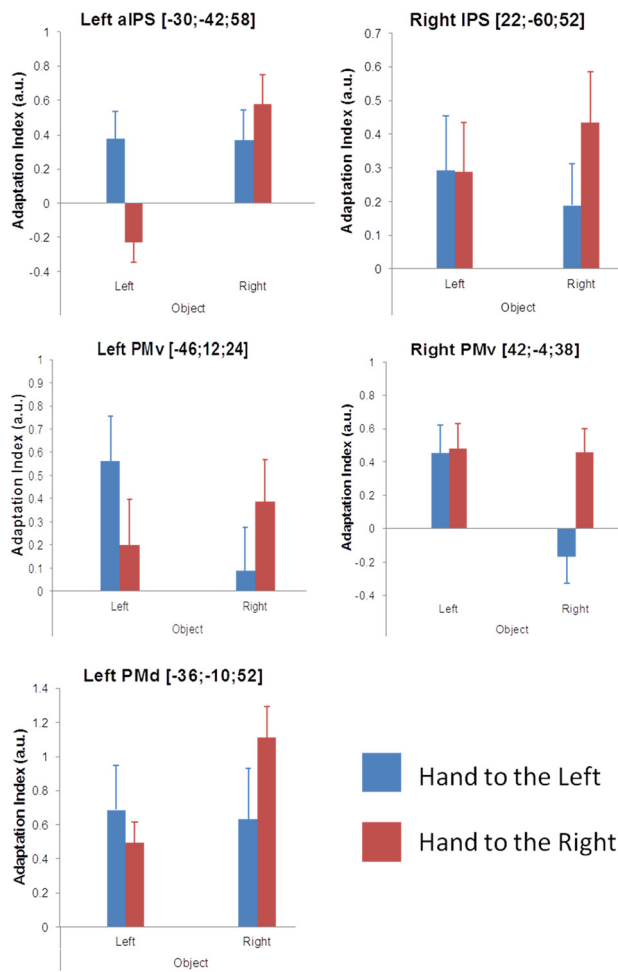 Left aIPS [-30;-42;58]
Adaptation Index (a.u.)
1
0.8
0.6
0.4
0.2
0
-0.2
-0.4
Left
Right
Object
Right IPS [22;-60;52]
Adaptation Index (a.u.)
0.7
0.6
0.5
0.4
0.3
0.2
0.1
0
Left
Right
Object
Left PMv [-46;12;24]
Adaptation Index (a.u.)
1
0.9
0.8
0.7
0.6
0.5
0.4
0.3
0.2
0.1
0
Left
Right
Object
Right PMv [42;-4;38]
Adaptation Index (a.u.)
1
0.8
0.6
0.4
0.2
0
-0.2
-0.4
Left
Right
Object
Left PMd [-36;-10;52]
Adaptation Index (a.u.)
1.4
1.2
1
0.8
0.6
0.4
0.2
0
Left
Right
Object
Hand to the Left
Hand to the Right